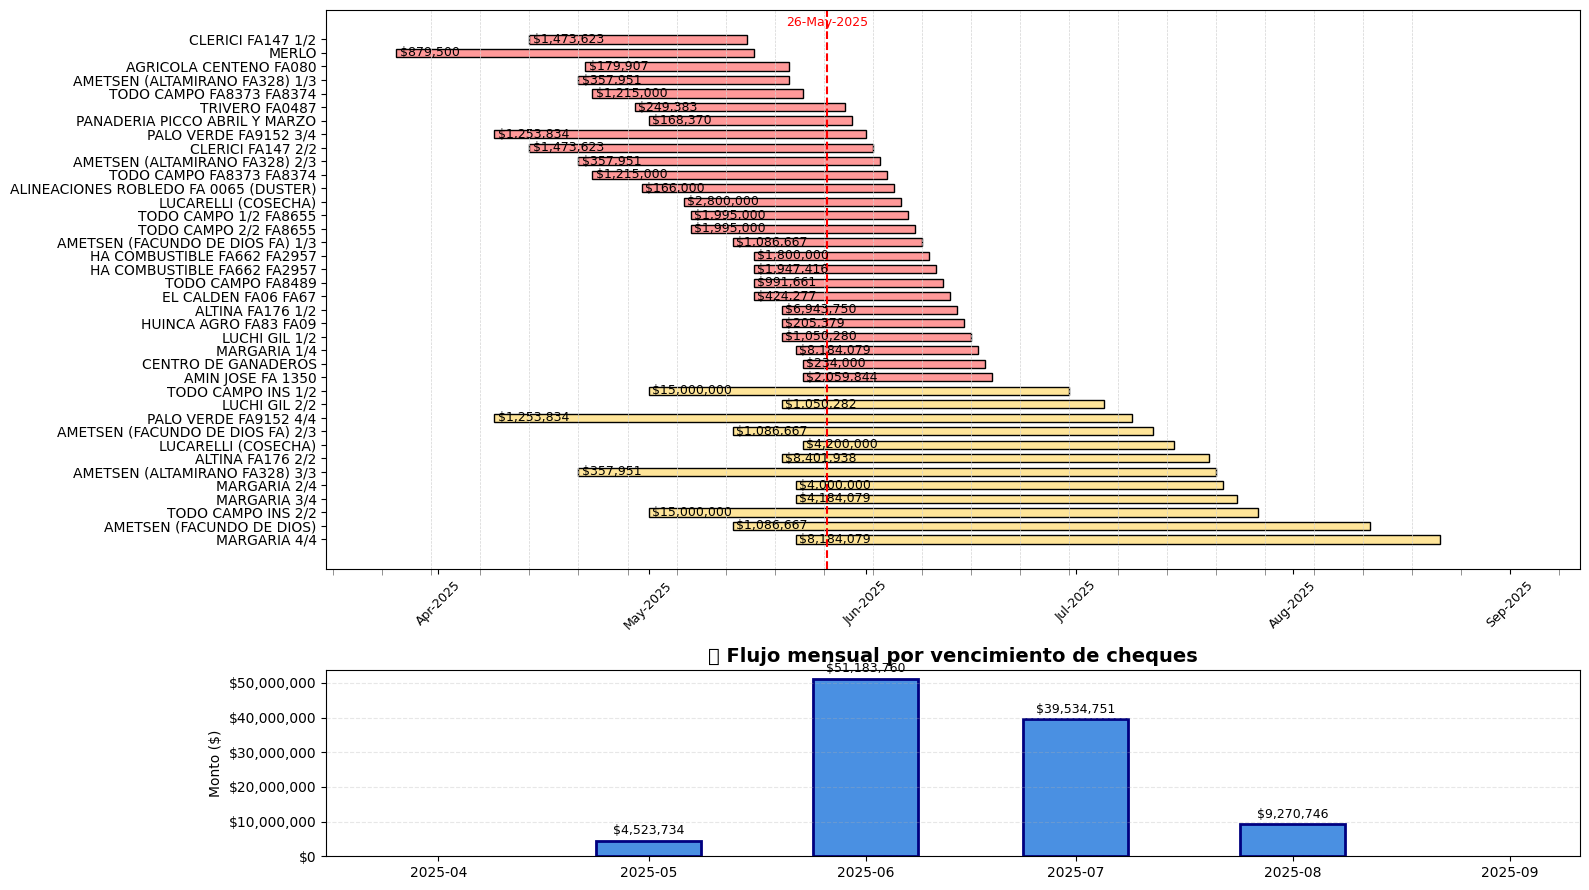 26-May-2025
CLERICI FA147 1/2 $1,473,623
MERLO $879,500
AGRICOLA CENTENO FA080 $179,907
AMETSEN (ALTAMIRANO FA328) 1/3 $357,951
TODO CAMPO FA8373 FA8374 $1,215,000
TRIVERO FA0487 $249,383
PANADERIA PICCO ABRIL Y MARZO $168,370
PALO VERDE FA9152 3/4 $1,253,834
CLERICI FA147 2/2 $1,473,623
AMETSEN (ALTAMIRANO FA328) 2/3 $357,951
TODO CAMPO FA8373 FA8374 $1,215,000
ALINEACIONES ROBLEDO FA 0065 (DUSTER) $166,000
LUCARELLI (COSECHA) $2,800,000
TODO CAMPO 1/2 FA8655 $1,995,000
TODO CAMPO 2/2 FA8655 $1,995,000
AMETSEN (FACUNDO DE DIOS FA) 1/3 $1,086,667
HA COMBUSTIBLE FA662 FA2957 $1,800,000
HA COMBUSTIBLE FA662 FA2957 $1,947,416
TODO CAMPO FA8489 $991,661
EL CALDEN FA06 FA67 $424,277
ALTINA FA176 1/2 $6,943,750
HUINCA AGRO FA83 FA09 $205,379
LUCHI GIL 1/2 $1,050,280
MARGARIA 1/4 $8,184,079
CENTRO DE GANADEROS $234,000
AMIN JOSE FA 1350 $2,059,844
TODO CAMPO INS 1/2 $15,000,000
LUCHI GIL 2/2 $1,050,282
PALO VERDE FA9152 4/4 $1,253,834
AMETSEN (FACUNDO DE DIOS FA) 2/3 $1,086,667
LUCARELLI (COSECHA) $4,200,000
ALTINA FA176 2/2 $8,401,938
AMETSEN (ALTAMIRANO FA328) 3/3 $357,951
MARGARIA 2/4 $4,000,000
MARGARIA 3/4 $4,184,079
TODO CAMPO INS 2/2 $15,000,000
AMETSEN (FACUNDO DE DIOS) $1,086,667
MARGARIA 4/4 $8,184,079
Apr-2025 May-2025 Jun-2025 Jul-2025 Aug-2025 Sep-2025
Flujo mensual por vencimiento de cheques
Monto ($)
$50,000,000
$40,000,000
$30,000,000
$20,000,000
$10,000,000
$0
$4,523,734
$51,183,760
$39,534,751
$9,270,746
2025-04 2025-05 2025-06 2025-07 2025-08 2025-09